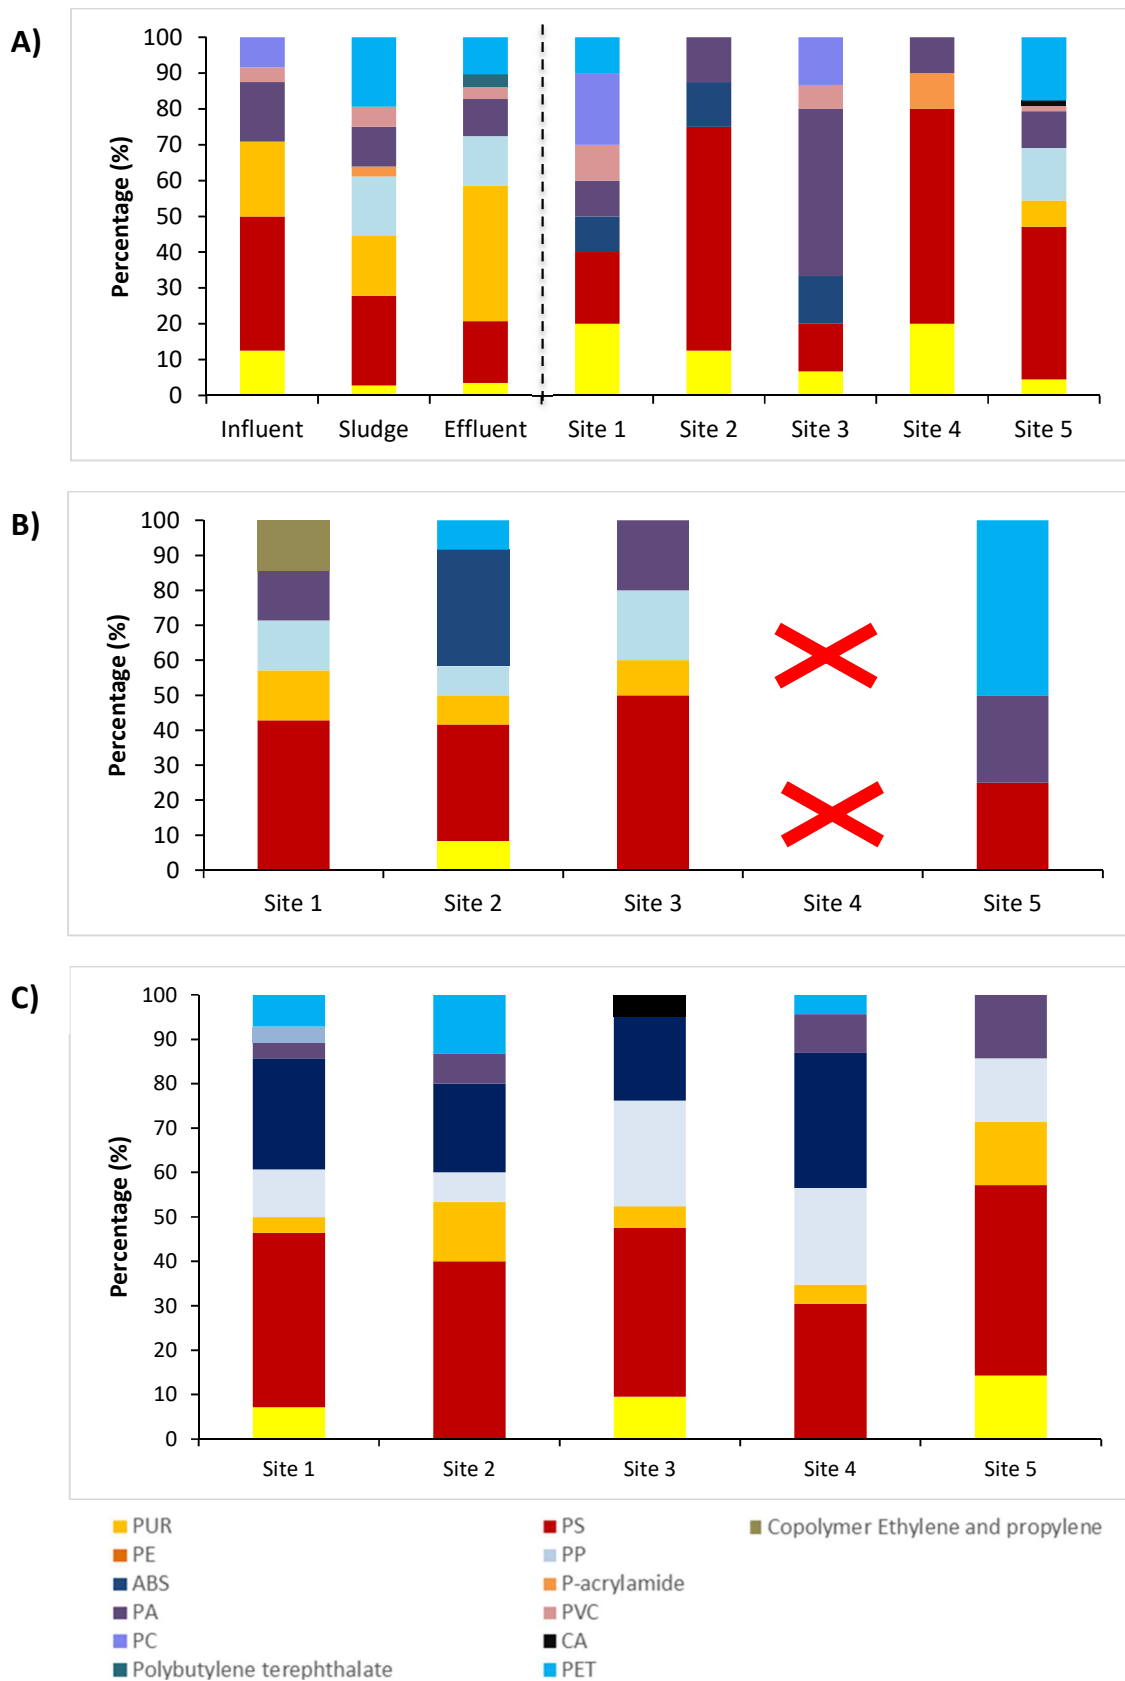 A)
Percentage (%)
100
90
80
70
60
50
40
30
20
10
0
Influent Sludge Effluent Site 1 Site 2 Site 3 Site 4 Site 5
B)
Percentage (%)
100
90
80
70
60
50
40
30
20
10
0
Site 1 Site 2 Site 3 Site 4 Site 5
C)
Percentage (%)
100
90
80
70
60
50
40
30
20
10
0
Site 1 Site 2 Site 3 Site 4 Site 5
PUR PS Copolymer Ethylene and propylene
PE PP
ABS P-acrylamide
PA PVC
PC CA
Polybutylene terephthalate PET